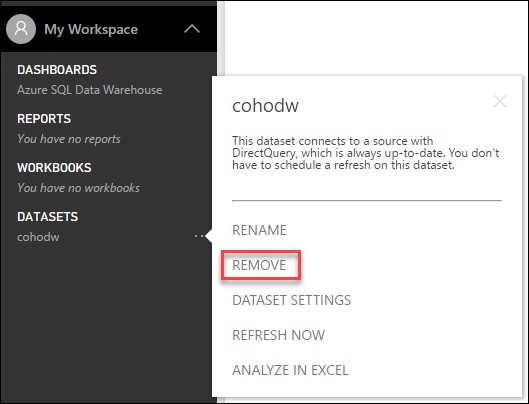 My Workspace
DASHBOARDS
Azure SQL Data Warehouse
REPORTS
You have no reports
WORKBOOKS
You have no workbooks
DATASETS
cohodw
cohodw
This dataset connects to a source with
DirectQuery, which is always up-to-date. You don't
have to schedule a refresh on this dataset.
RENAME
REMOVE
DATASET SETTINGS
REFRESH NOW
ANALYZE IN EXCEL